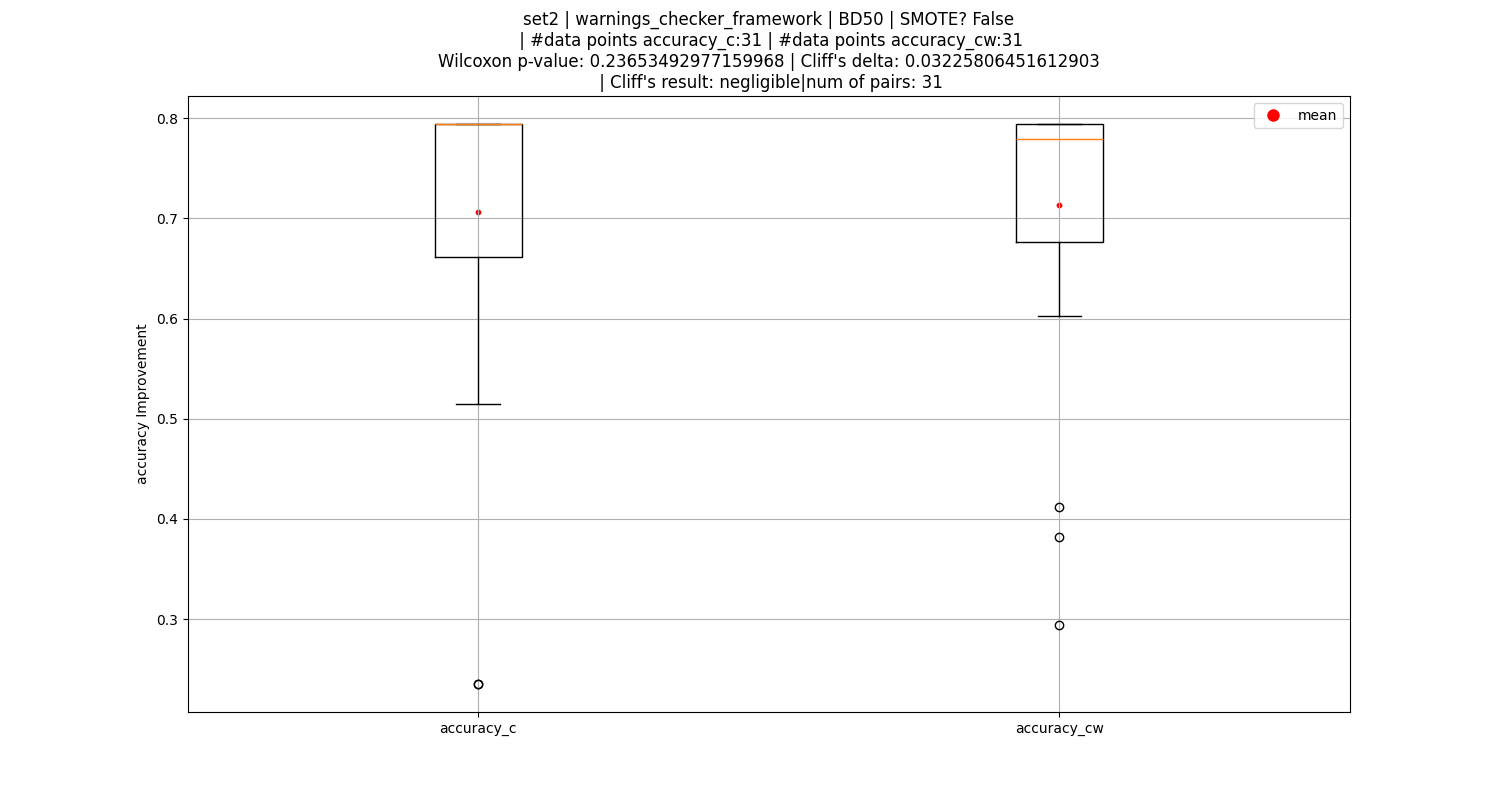 set2 | warnings_checker_framework | BD50 | SMOTE? False
| #data points accuracy_c:31 | #data points accuracy_cw:31
Wilcoxon p-value: 0.23653492977159968 | Cliff's delta: 0.03225806451612903
| Cliff's result: negligible|num of pairs: 31
mean
0.8
0.7
0.6
0.5
0.4
0.3
accuracy Improvement
accuracy_c
accuracy_cw